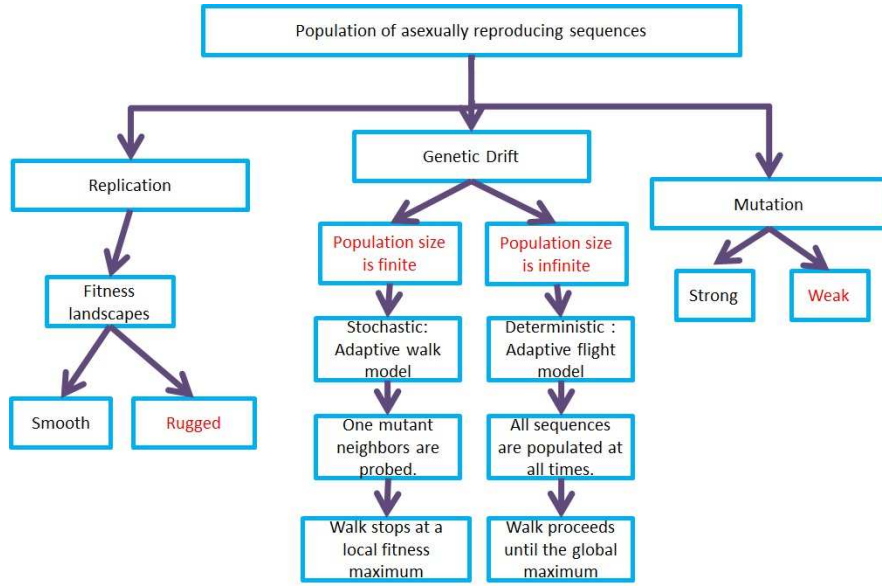 Population of asexually reproducing sequences
Replication
Genetic Drift
Mutation
Population size
is finite
Population size
is infinite
Fitness
landscapes
Strong
Weak
Stochastic:
Adaptive walk
model
Deterministic :
Adaptive flight
model
Smooth
Rugged
One mutant
neighbors are
probed.
All sequences
are populated at
all times.
Walk stops at a
local fitness
maximum
Walk proceeds
until the global
maximum